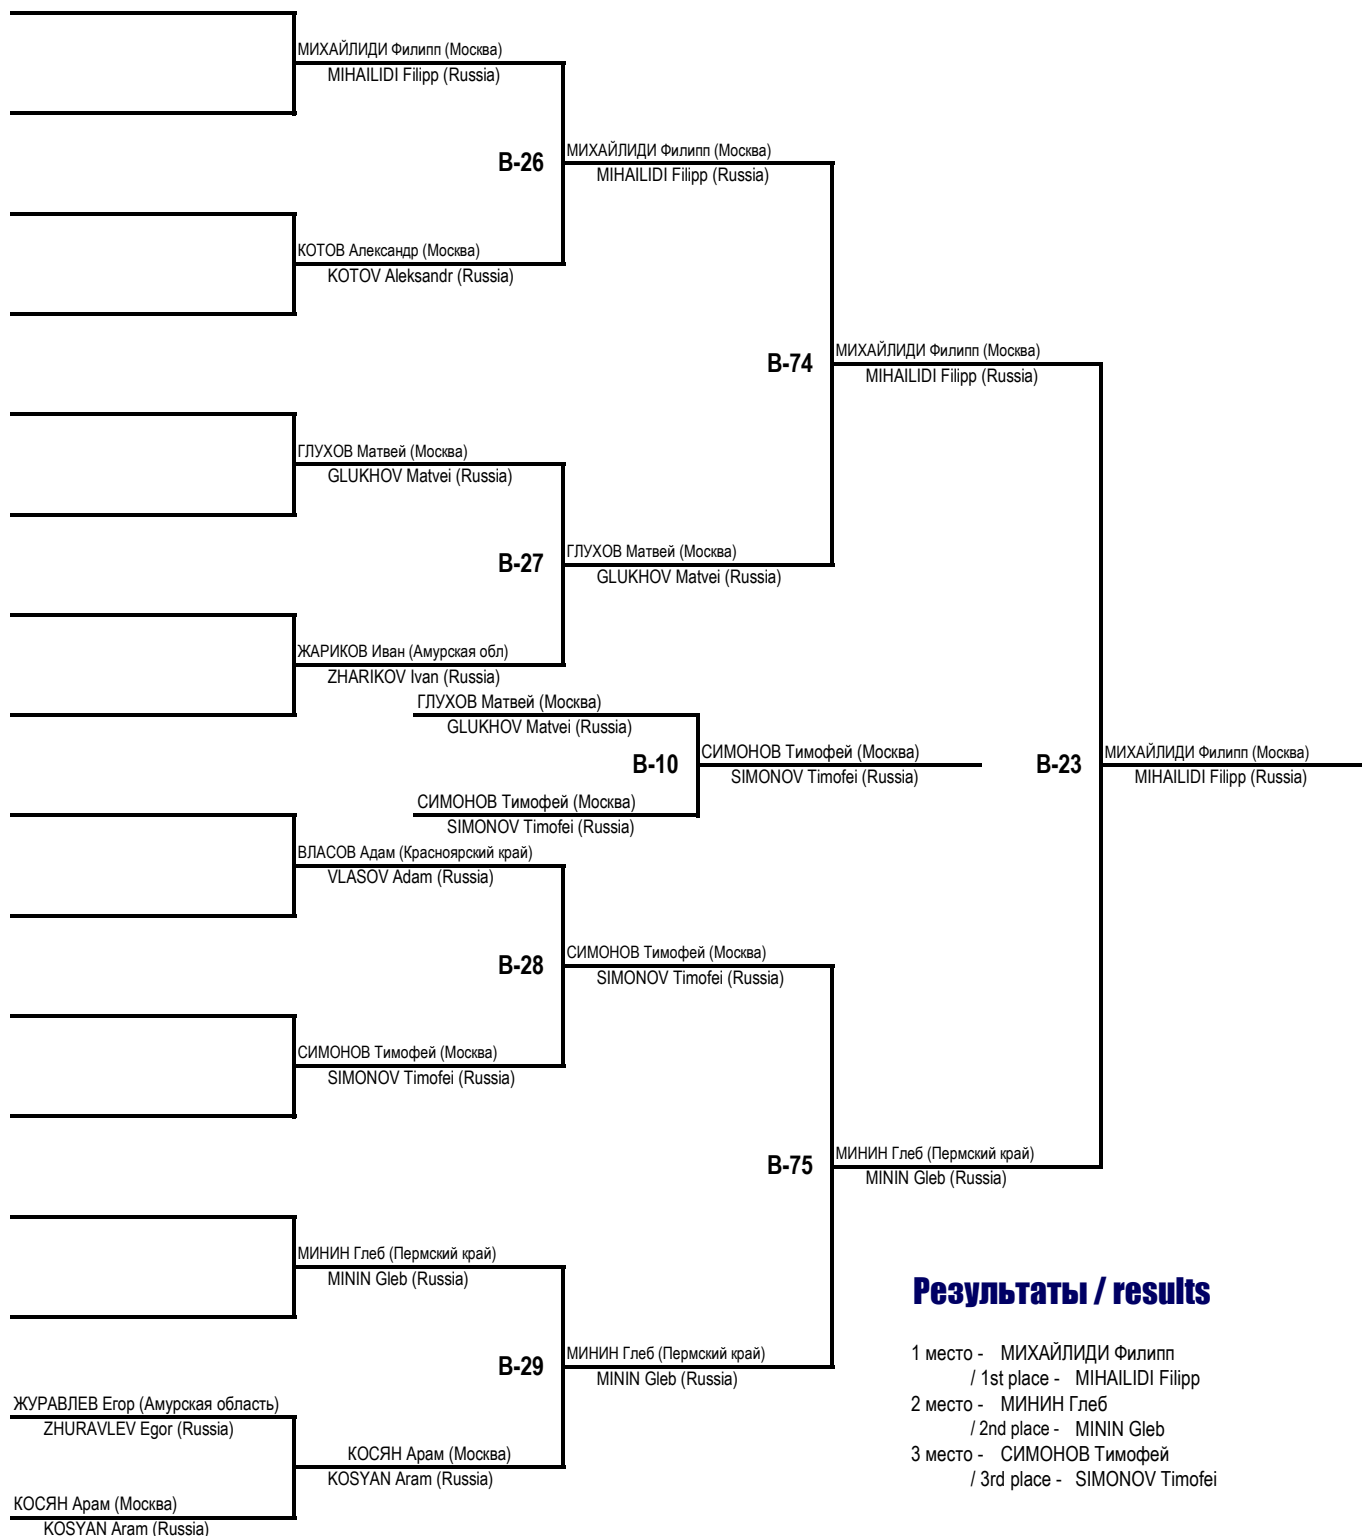 МИХАЙЛИДИ Филипп (Москва)
MIHAILIDI Filipp (Russia)
B-26
МИХАЙЛИДИ Филипп (Москва)
MIHAILIDI Filipp (Russia)
КОТОВ Александр (Москва)
KOTOV Aleksandr (Russia)
B-74
МИХАЙЛИДИ Филипп (Москва)
MIHAILIDI Filipp (Russia)
ГЛУХОВ Матвей (Москва)
GLUKHOV Matvei (Russia)
B-27
ГЛУХОВ Матвей (Москва)
GLUKHOV Matvei (Russia)
ЖАРИКОВ Иван (Амурская обл)
ZHARIKOV Ivan (Russia)
ГЛУХОВ Матвей (Москва)
GLUKHOV Matvei (Russia)
B-10
СИМОНОВ Тимофей (Москва)
SIMONOV Timofei (Russia)
B-23
МИХАЙЛИДИ Филипп (Москва)
MIHAILIDI Filipp (Russia)
СИМОНОВ Тимофей (Москва)
SIMONOV Timofei (Russia)
ВЛАСОВ Адам (Красноярский край)
VLASOV Adam (Russia)
B-28
СИМОНОВ Тимофей (Москва)
SIMONOV Timofei (Russia)
СИМОНОВ Тимофей (Москва)
SIMONOV Timofei (Russia)
B-75
МИНИН Глеб (Пермский край)
MININ Gleb (Russia)
МИНИН Глеб (Пермский край)
MININ Gleb (Russia)
B-29
МИНИН Глеб (Пермский край)
MININ Gleb (Russia)
ЖУРАВЛЕВ Егор (Амурская область)
ZHURAVLEV Egor (Russia)
КОСЯН Арам (Москва)
KOSYAN Aram (Russia)
КОСЯН Арам (Москва)
KOSYAN Aram (Russia)
Результаты / results
1 место - МИХАЙЛИДИ Филипп
/ 1st place - MIHAILIDI Filipp
2 место - МИНИН Глеб
/ 2nd place - MININ Gleb
3 место - СИМОНОВ Тимофей
/ 3rd place - SIMONOV Timofei